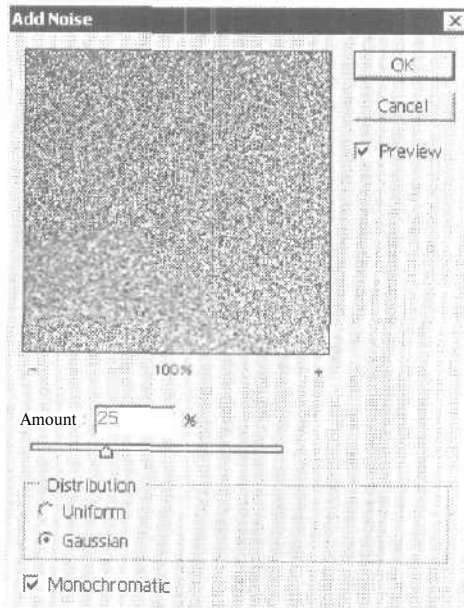 Add Noise
OK
Cancel
Preview
- 100% +
Amount : 25 %
Distribution
Uniform
Gaussian
Monochromatic